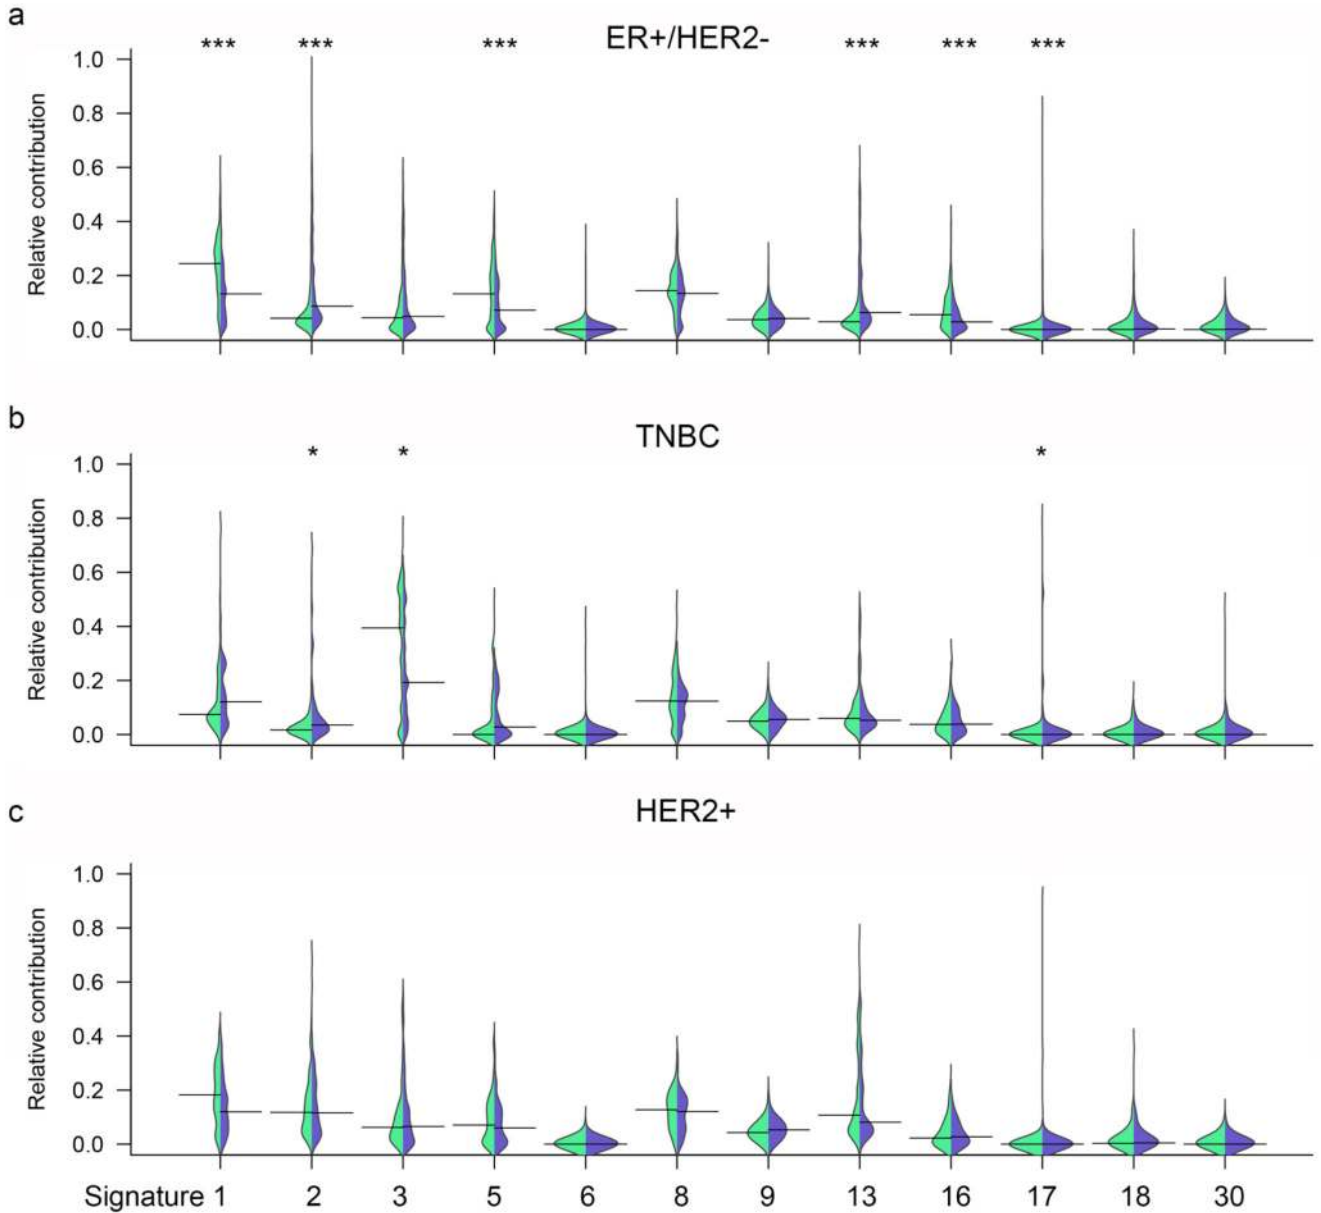 a
ER+/HER2-
*** *** *** *** *** ***
Relative contribution
1.0
0.8
0.6
0.4
0.2
0.0
b
TNBC
* * *
Relative contribution
1.0
0.8
0.6
0.4
0.2
0.0
c
HER2+
Relative contribution
1.0
0.8
0.6
0.4
0.2
0.0
Signature 1 2 3 5 6 8 9 13 16 17 18 30